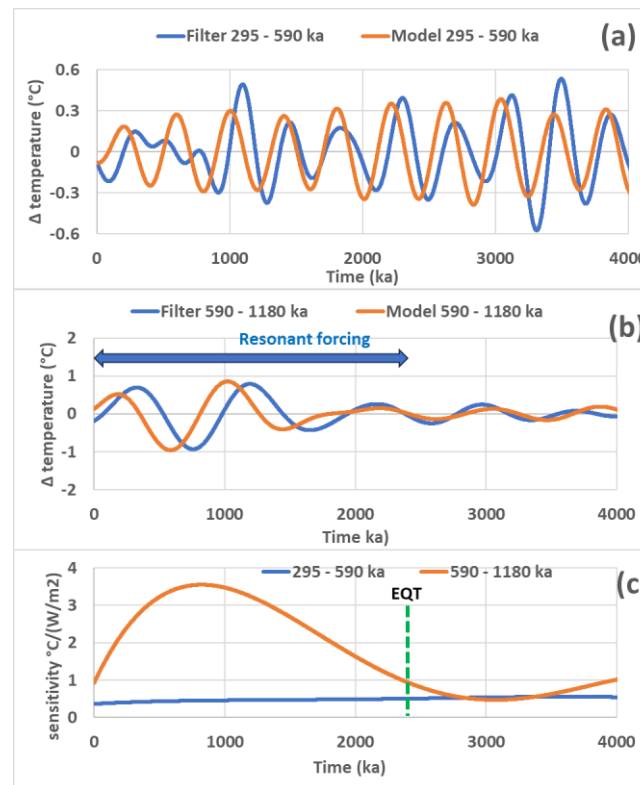 Filter 295 - 590 ka Model 295 - 590 ka (a)
0.6
0.3
0
-0.3
-0.6
Δ temperature (°C)
0 1000 2000 3000 4000
Time (ka)
Filter 590 - 1180 ka Model 590 - 1180 ka (b)
Resonant forcing
2
1
0
-1
-2
Δ temperature (°C)
0 1000 2000 3000 4000
Time ka)
295 - 590 ka 590 - 1180 ka (c
EQT
4
3
2
1
0
sensitivity °C/(W/m2)
0 1000 2000 3000 4000
Time (ka)